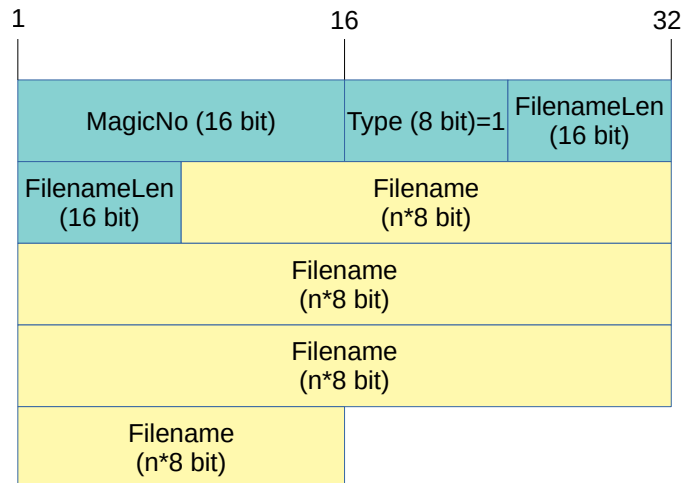 1 16 32
MagicNo (16 bit) Type (8 bit)=1 FilenameLen
(16 bit)
FilenameLen
(16 bit)
Filename
(n*8 bit)
Filename
(n*8 bit)
Filename
(n*8 bit)
Filename
(n*8 bit)